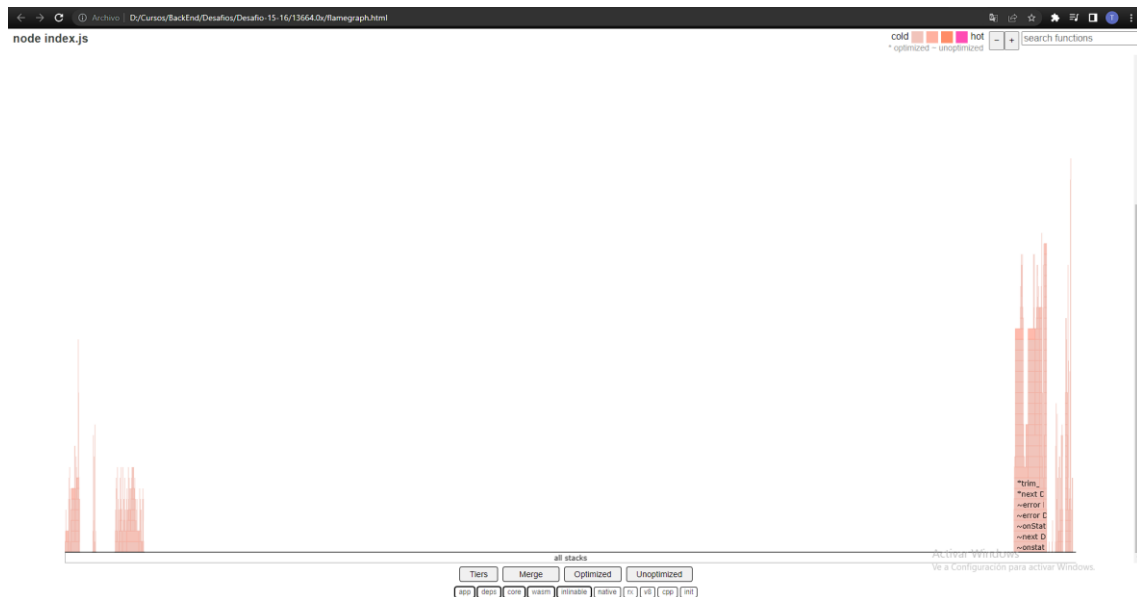 Archivo D:/Cursos/BackEnd/Desafios/Desafio-15-16/13664.0x/flamegraph.html
node index.js
cold hot − + search functions
* optimized ~ unoptimized
*trim_
*next D
~error I
~error D
~onStat
~next D
~onstat
all stacks
Activar Windows
Ve a Configuración para activar Windows.
Tiers Merge Optimized Unoptimized
app deps core wasm inlinable native rx v8 cpp init